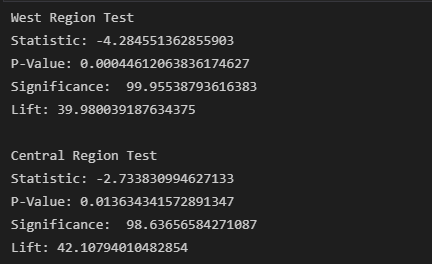 West Region Test
Statistic: -4.284551362855903
P-Value: 0.00044612063836174627
Significance:  99.95538793616383
Lift: 39.980039187634375

Central Region Test
Statistic: -2.733830994627133
P-Value: 0.013634341572891347
Significance:  98.63656584271087
Lift: 42.10794010482854